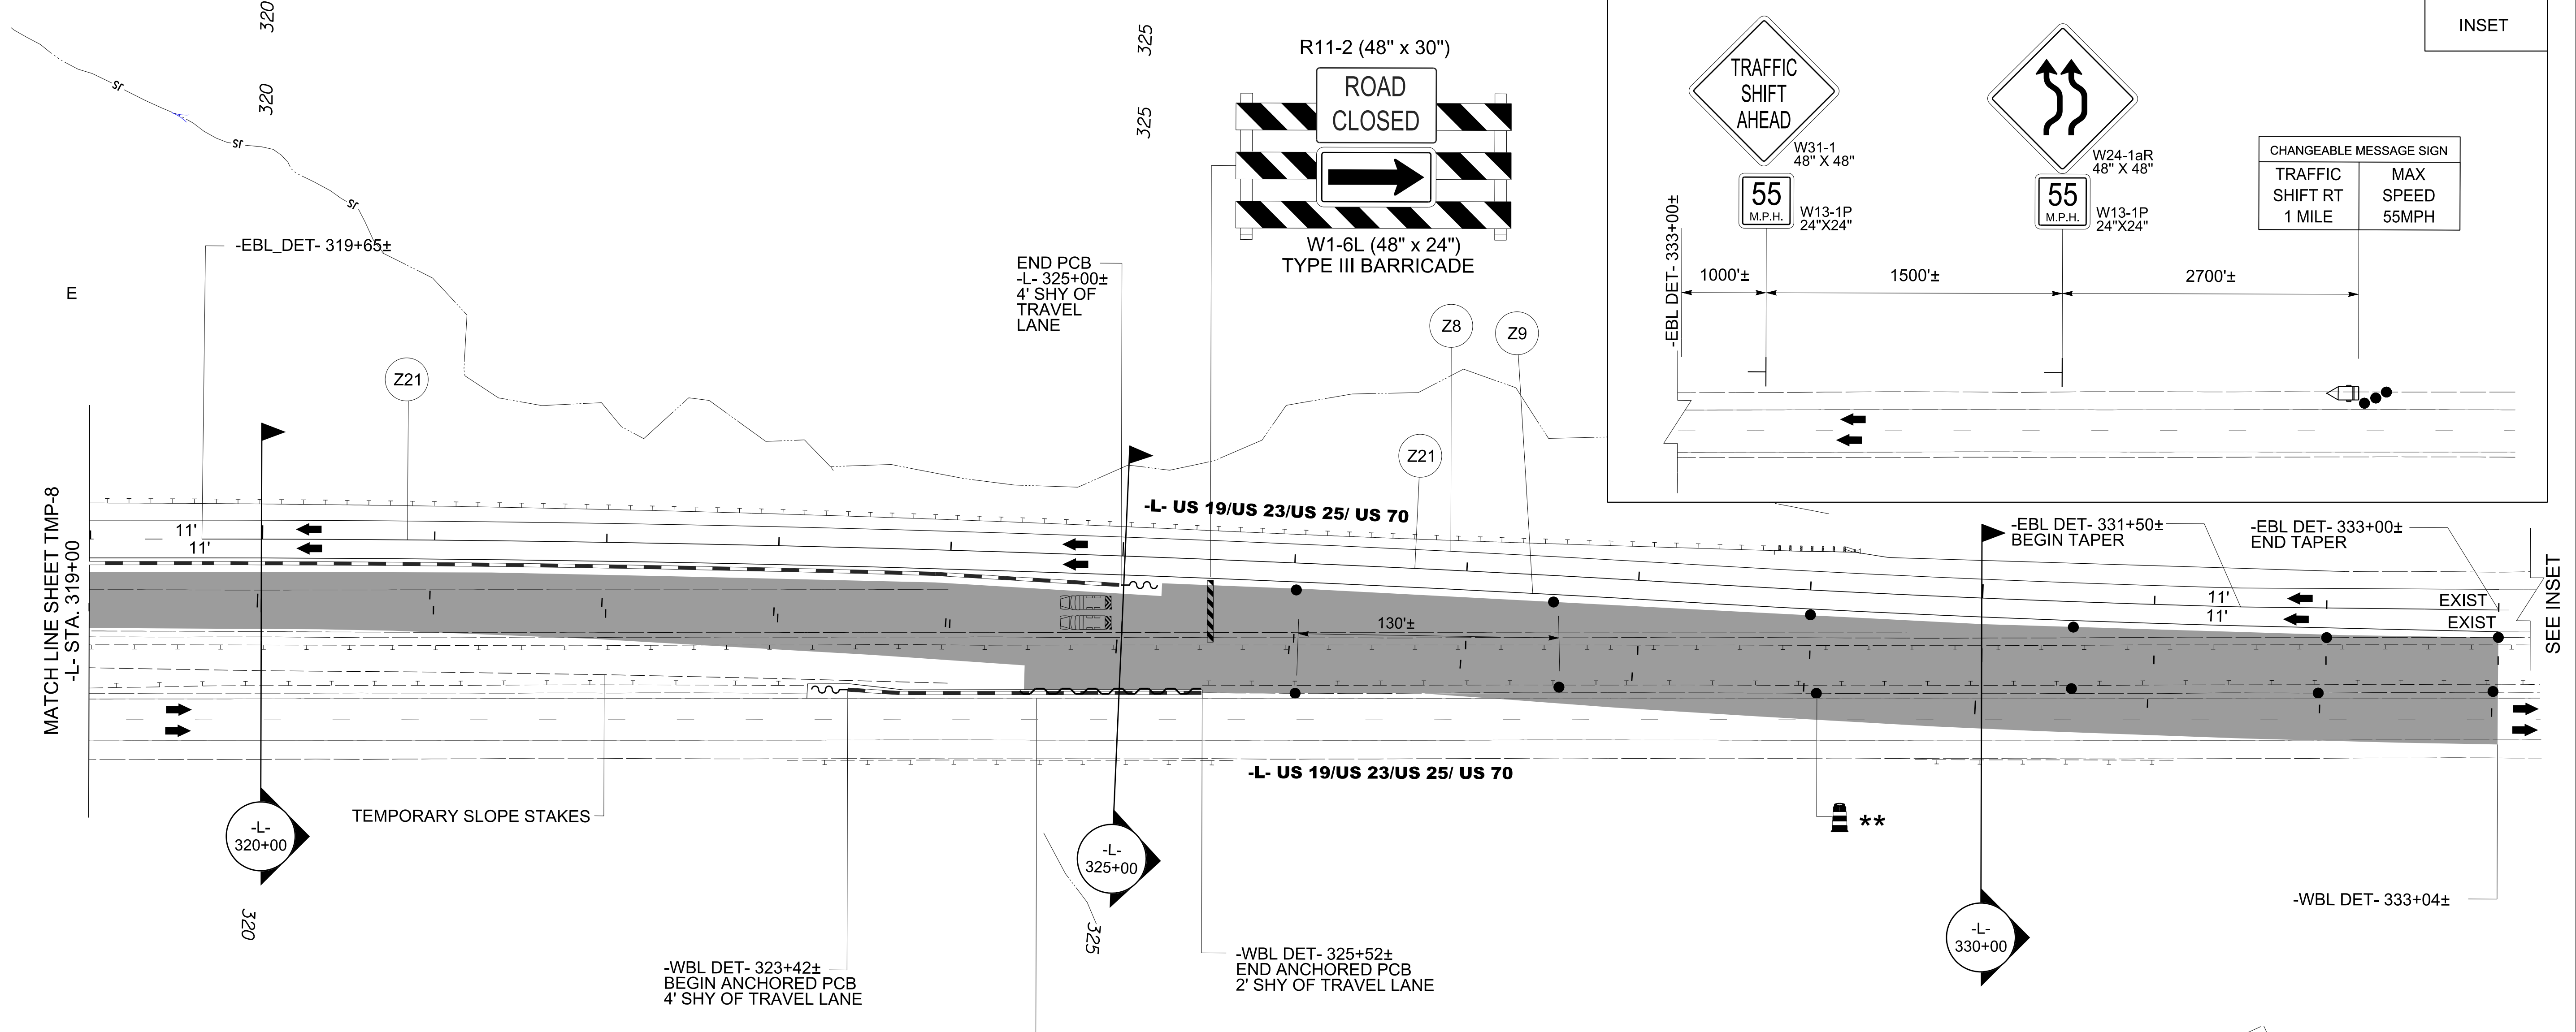 320
320
325
325
R11-2 (48" x 30")
ROAD
CLOSED
W1-6L (48" x 24")
TYPE III BARRICADE
INSET
TRAFFIC
SHIFT
AHEAD
W31-1
48" X 48"
55
M.P.H.
W13-1P
24"X24"
W24-1aR
48" X 48"
55
M.P.H.
W13-1P
24"X24"
CHANGEABLE MESSAGE SIGN
TRAFFIC
SHIFT RT
1 MILE
MAX
SPEED
55MPH
-EBL DET- 333+00±
1000'±
1500'±
2700'±
JS
JS
JS
-EBL_DET- 319+65±
E
END PCB
-L- 325+00±
4' SHY OF
TRAVEL
LANE
Z21
Z8
Z9
Z21
MATCH LINE SHEET TMP-8
-L- STA. 319+00
11'
11'
-L- US 19/US 23/US 25/ US 70
-EBL DET- 331+50±
BEGIN TAPER
-EBL DET- 333+00±
END TAPER
11'
11'
EXIST
EXIST
SEE INSET
130'±
-L- US 19/US 23/US 25/ US 70
TEMPORARY SLOPE STAKES
**
-L-
320+00
-L-
325+00
-L-
330+00
320
325
-WBL DET- 333+04±
-WBL DET- 323+42±
BEGIN ANCHORED PCB
4' SHY OF TRAVEL LANE
-WBL DET- 325+52±
END ANCHORED PCB
2' SHY OF TRAVEL LANE